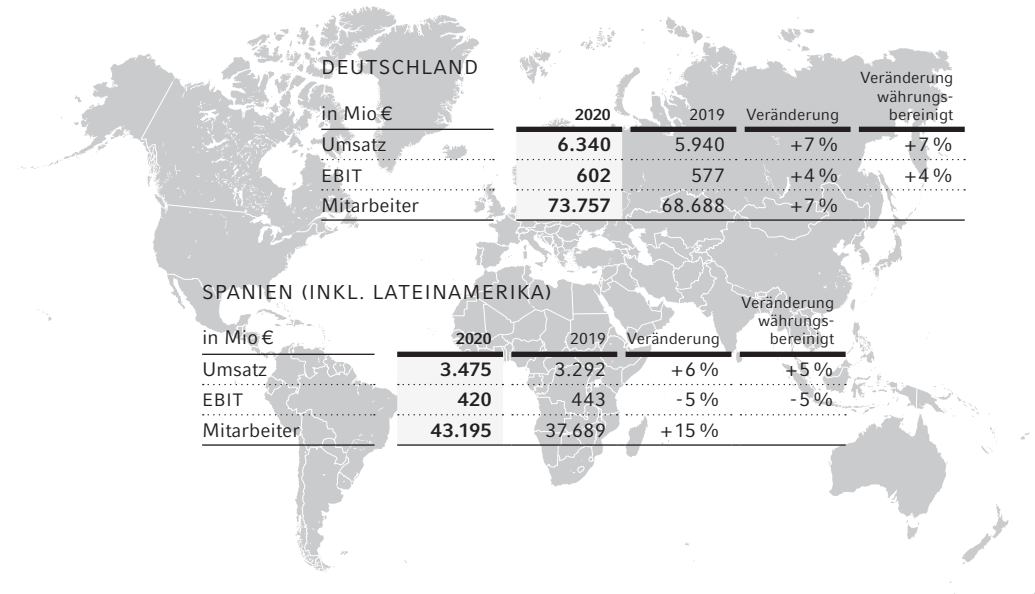 DEUTSCHLAND
Veränderung
währungs-
in Mio € 2020 2019 Veränderung bereinigt
Umsatz 6.340 5.940 +7 % +7 %
EBIT 602 577 +4 % +4 %
Mitarbeiter 73.757 68.688 +7 %
SPANIEN (INKL. LATEINAMERIKA)
Veränderung
währungs-
in Mio € 2020 2019 Veränderung bereinigt
Umsatz 3.475 3.292 +6 % +5 %
EBIT 420 443 -5 % -5 %
Mitarbeiter 43.195 37.689 +15 %